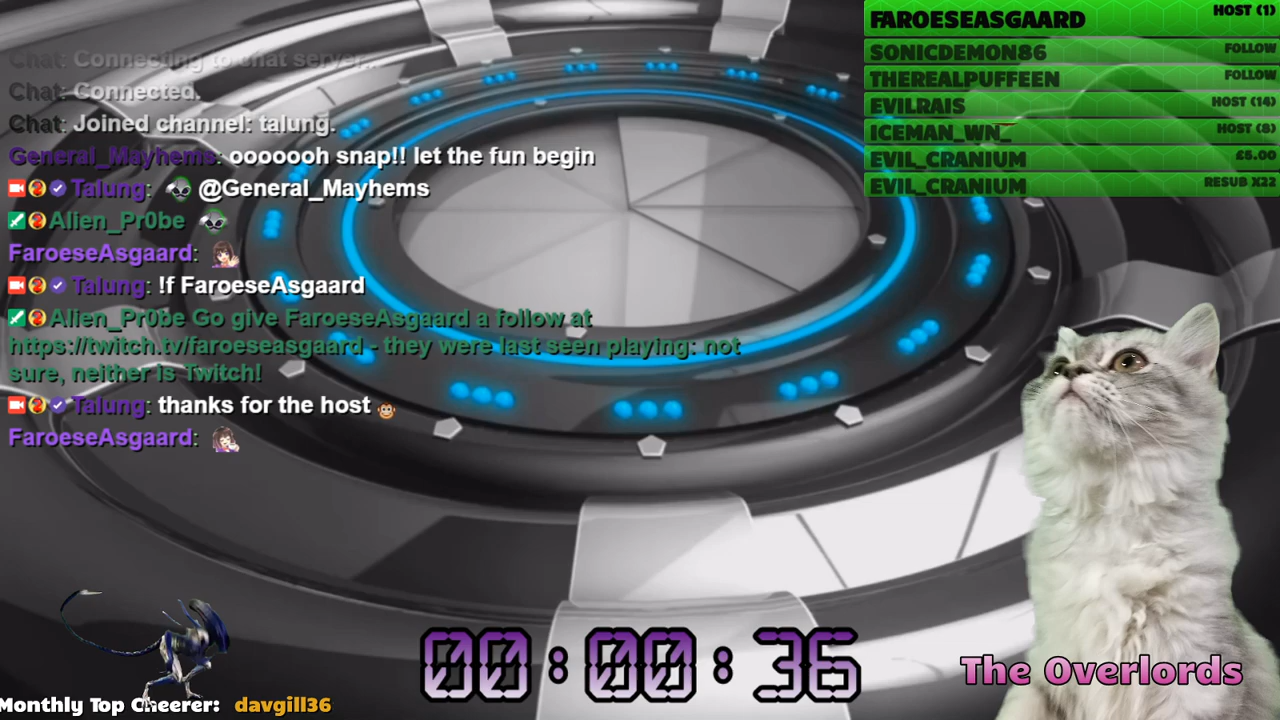 Chat: Connecting to chat server...
Chat: Connected.
Chat: Joined channel: talung.
General_Mayhems: ooooooh snap!! let the fun begin
Talung: @General_Mayhems
Alien_Pr0be
FaroeseAsgaard:
Talung: !f FaroeseAsgaard
Alien_Pr0be Go give FaroeseAsgaard a follow at
https://twitch.tv/faroeseasgaard - they were last seen playing: not
sure, neither is Twitch!
Talung: thanks for the host
FaroeseAsgaard:
FAROESEASGAARD HOST (1)
SONICDEMON86 FOLLOW
THEREALPUFFEEN FOLLOW
EVILRAIS HOST (14)
ICEMAN_WN_ HOST (8)
EVIL_CRANIUM £5.00
EVIL_CRANIUM RESUB X22
00:00:36
The Overlords
Monthly Top Cheerer: davgill36